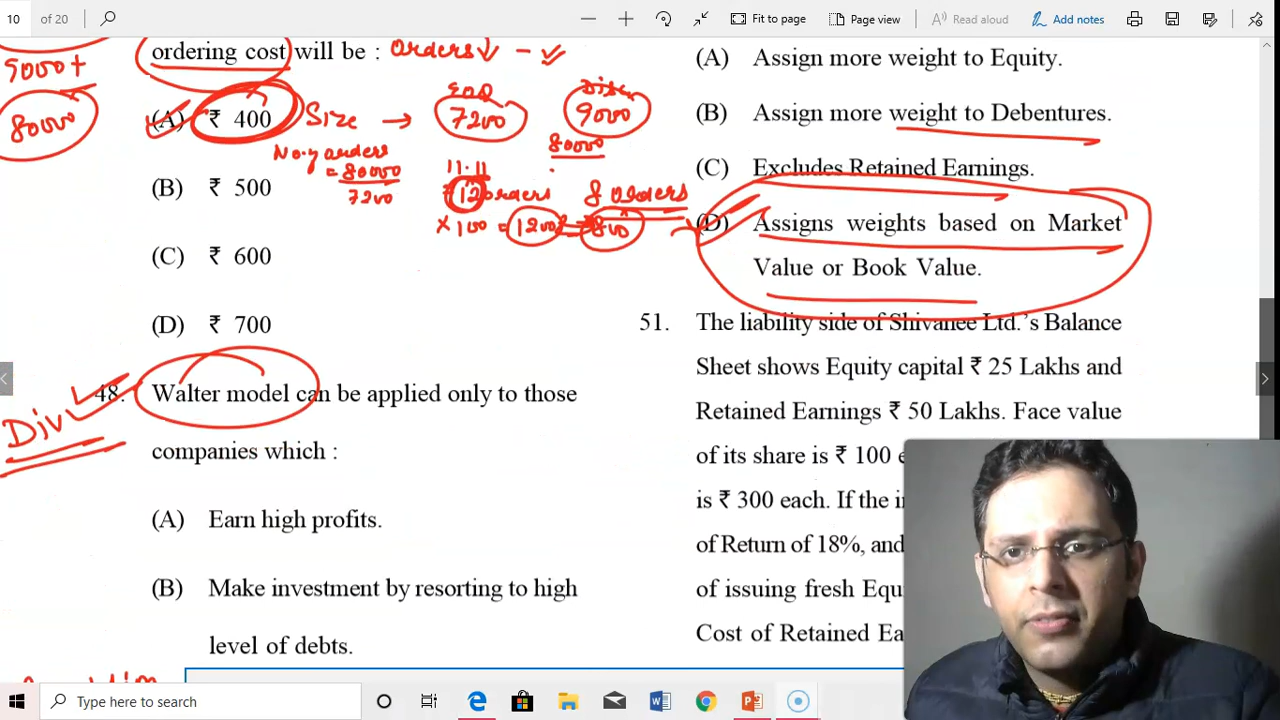 10 of 20
Fit to page
Page view
Read aloud
Add notes
9000+
80000
ordering cost will be : orders↓ -
(A) ₹ 400 Size → EOQ 7200 Disc. 9000
80000
No. of orders
= 80000
7200
11.11
12 orders 8 orders
× 100 = 1200 800
(B) ₹ 500
(C) ₹ 600
(D) ₹ 700
Div
48. Walter model can be applied only to those
companies which :
(A) Earn high profits.
(B) Make investment by resorting to high
level of debts.
(A) Assign more weight to Equity.
(B) Assign more weight to Debentures.
(C) Excludes Retained Earnings.
(D) Assigns weights based on Market
Value or Book Value.
51. The liability side of Shivanee Ltd.'s Balance
Sheet shows Equity capital ₹ 25 Lakhs and
Retained Earnings ₹ 50 Lakhs. Face value
of its share is ₹ 100
is ₹ 300 each. If the
of Return of 18%, and
of issuing fresh
Cost of Retained
Type here to search